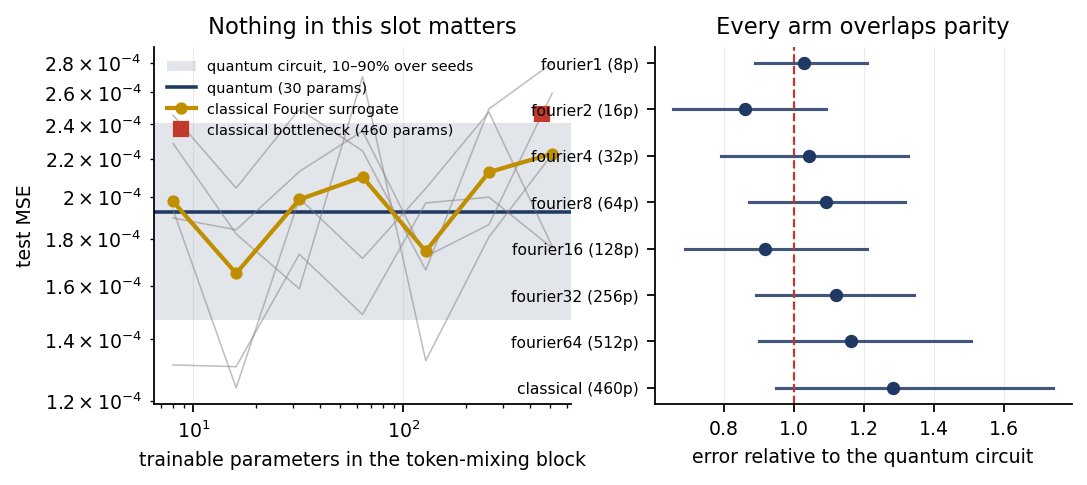 Nothing in this slot matters
quantum circuit, 10–90% over seeds
quantum (30 params)
classical Fourier surrogate
classical bottleneck (460 params)
test MSE
2.8 × 10⁻⁴
2.6 × 10⁻⁴
2.4 × 10⁻⁴
2.2 × 10⁻⁴
2 × 10⁻⁴
1.8 × 10⁻⁴
1.6 × 10⁻⁴
1.4 × 10⁻⁴
1.2 × 10⁻⁴
10¹ 10²
trainable parameters in the token-mixing block
Every arm overlaps parity
fourier1 (8p)
fourier2 (16p)
fourier4 (32p)
fourier8 (64p)
fourier16 (128p)
fourier32 (256p)
fourier64 (512p)
classical (460p)
0.8 1.0 1.2 1.4 1.6
error relative to the quantum circuit